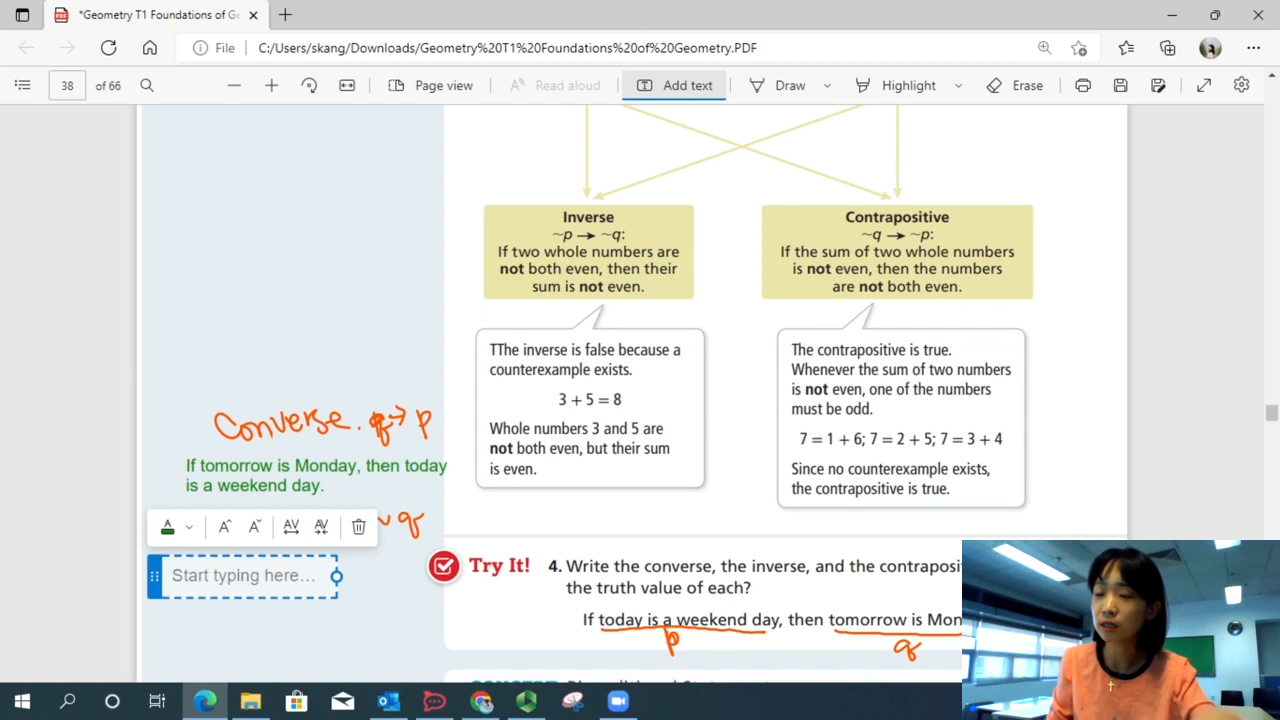 *Geometry T1 Foundations of Ge
File
C:/Users/skang/Downloads/Geometry%20T1%20Foundations%20of%20Geometry.PDF
38 of 66
Page view
Read aloud
Add text
Draw
Highlight
Erase
Inverse
~p → ~q:
If two whole numbers are
not both even, then their
sum is not even.
Contrapositive
~q → ~p:
If the sum of two whole numbers
is not even, then the numbers
are not both even.
TThe inverse is false because a
counterexample exists.
3 + 5 = 8
Whole numbers 3 and 5 are
not both even, but their sum
is even.
The contrapositive is true.
Whenever the sum of two numbers
is not even, one of the numbers
must be odd.
7 = 1 + 6; 7 = 2 + 5; 7 = 3 + 4
Since no counterexample exists,
the contrapositive is true.
Converse. q → p
If tomorrow is Monday, then today
is a weekend day.
~q
Start typing here...
Try It! 4. Write the converse, the inverse, and the contraposi
the truth value of each?
If today is a weekend day, then tomorrow is Mon
p
q